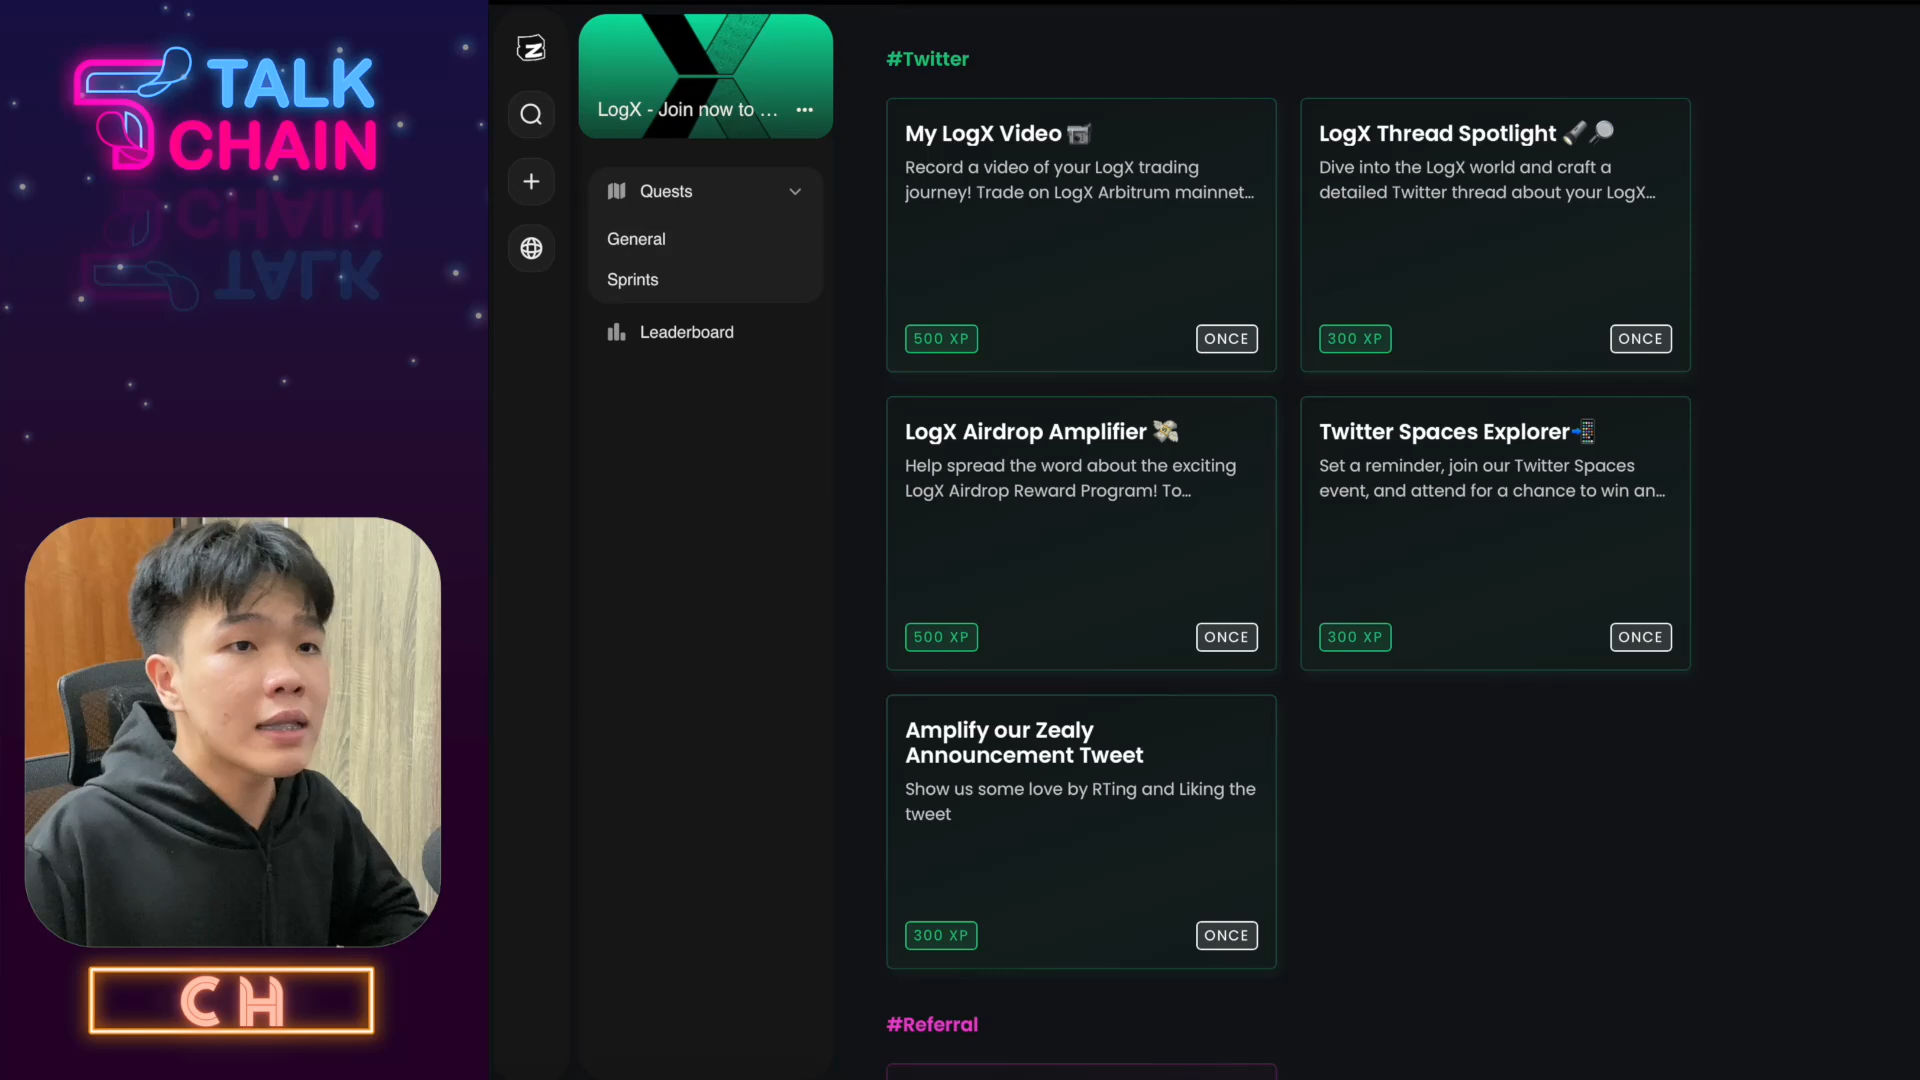 TALK
CHAIN
CH
LogX - Join now to ...
Quests
General
Sprints
Leaderboard
#Twitter
My LogX Video
Record a video of your LogX trading
journey! Trade on LogX Arbitrum mainnet...
500 XP
ONCE
LogX Thread Spotlight
Dive into the LogX world and craft a
detailed Twitter thread about your LogX...
300 XP
ONCE
LogX Airdrop Amplifier
Help spread the word about the exciting
LogX Airdrop Reward Program! To...
500 XP
ONCE
Twitter Spaces Explorer
Set a reminder, join our Twitter Spaces
event, and attend for a chance to win an...
300 XP
ONCE
Amplify our Zealy
Announcement Tweet
Show us some love by RTing and Liking the
tweet
300 XP
ONCE
#Referral